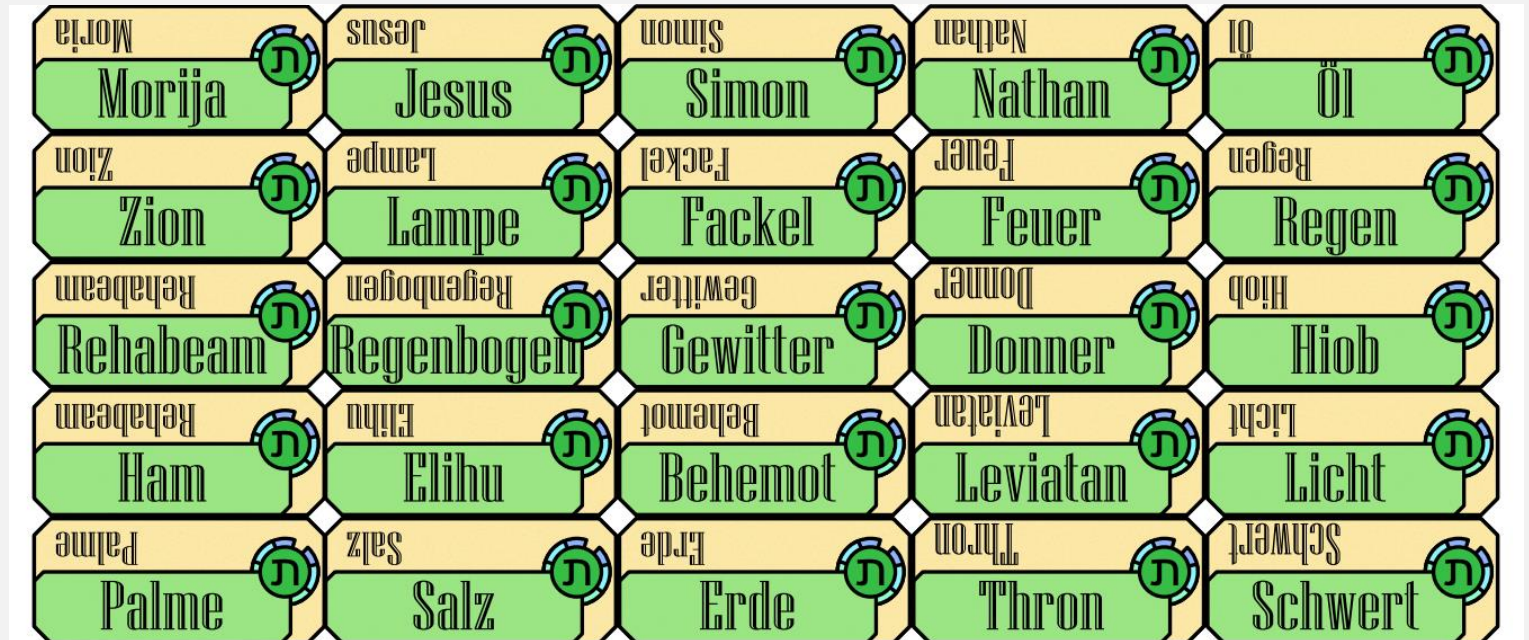 Moria Jesus Simon Nathan Öl
ת ת ת ת ת
Morija Jesus Simon Nathan Öl
Zion Lampe Fackel Feuer Regen
ת ת ת ת ת
Zion Lampe Fackel Feuer Regen
Rehabeam Regenbogen Gewitter Donner Hiob
ת ת ת ת ת
Rehabeam Regenbogen Gewitter Donner Hiob
Rehabeam Elihu Behemot Leviatan Licht
ת ת ת ת ת
Ham Elihu Behemot Leviatan Licht
Palme Salz Erde Thron Schwert
ת ת ת ת ת
Palme Salz Erde Thron Schwert